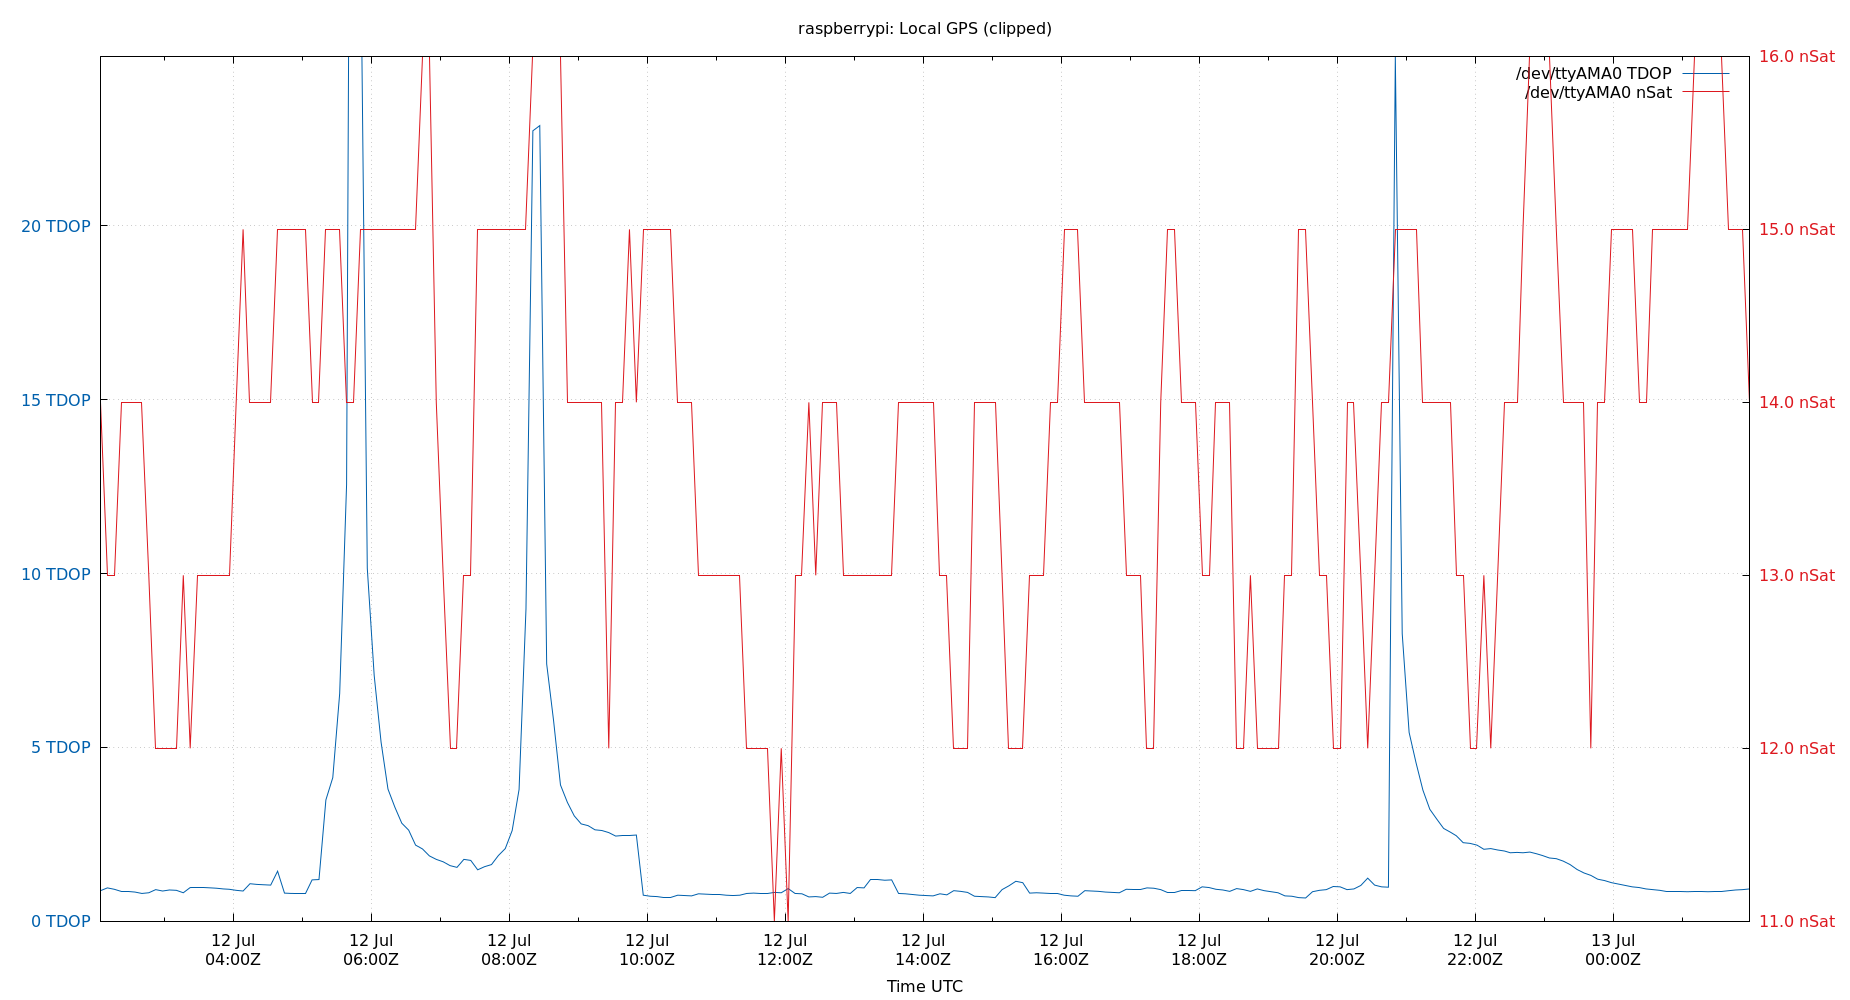 raspberrypi: Local GPS (clipped)
16.0 nSat
/dev/ttyAMA0 TDOP
/dev/ttyAMA0 nSat
20 TDOP
15.0 nSat
15 TDOP
14.0 nSat
10 TDOP
13.0 nSat
5 TDOP
12.0 nSat
0 TDOP
11.0 nSat
12 Jul 12 Jul 12 Jul 12 Jul 12 Jul 12 Jul 12 Jul 12 Jul 12 Jul 12 Jul 13 Jul
04:00Z 06:00Z 08:00Z 10:00Z 12:00Z 14:00Z 16:00Z 18:00Z 20:00Z 22:00Z 00:00Z
Time UTC